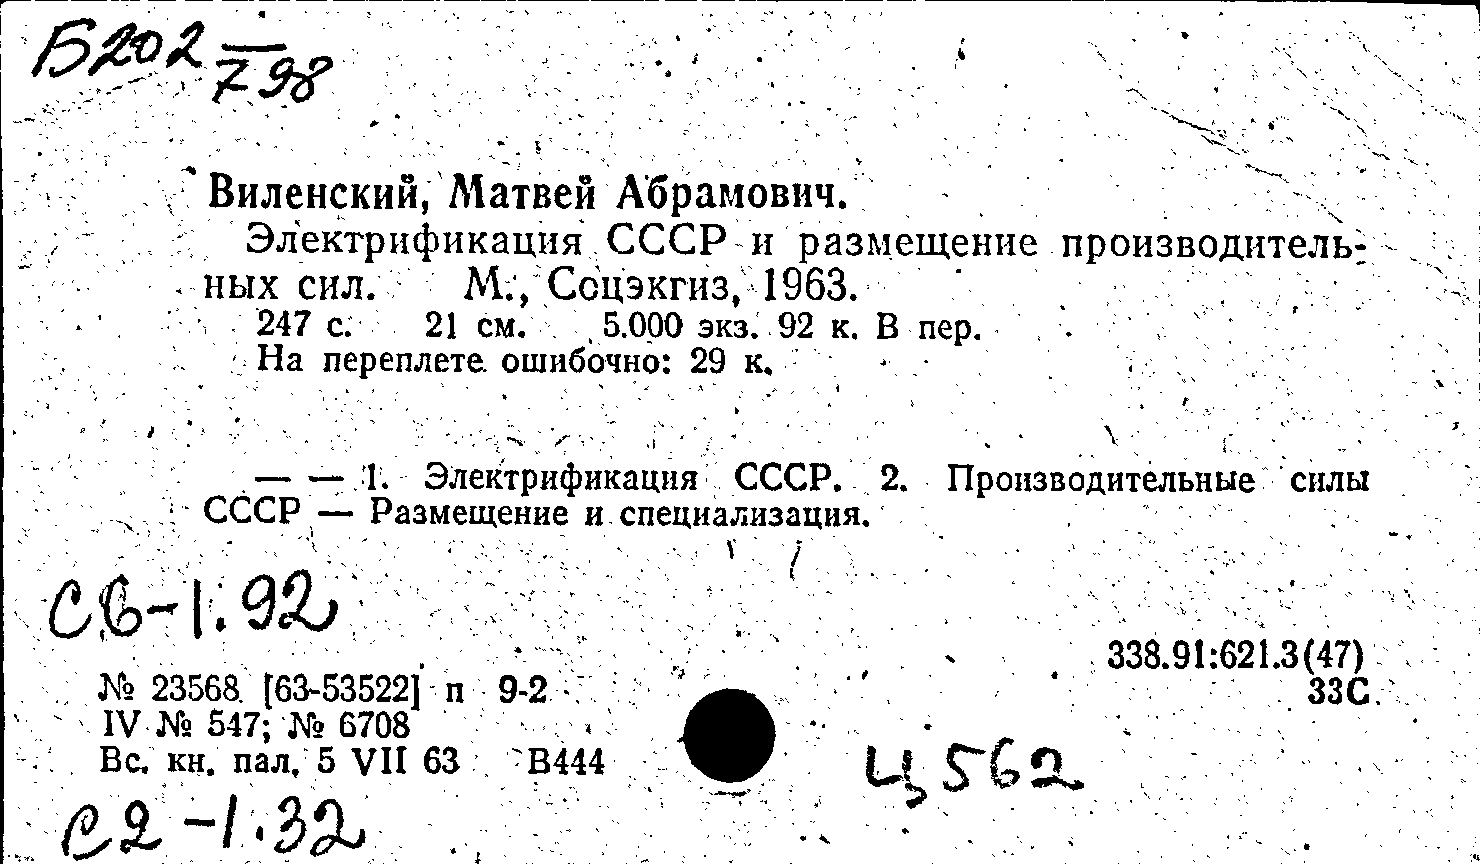 Б202
798
Виленский, Матвей Абрамович.
Электрификация СССР и размещение производитель-
ных сил. М., Соцэкгиз, 1963.
247 с. 21 см. 5.000 экз. 92 к. В пер.
На переплете ошибочно: 29 к.
— — 1. Электрификация СССР. 2. Производительные силы
СССР — Размещение и специализация.
С6-1.92
338.91:621.3(47)
33С
№ 23568 [63-53522] п 9-2
IV № 547; № 6708
Вс. кн. пал. 5 VII 63 В444
Ц562
С2-1.32